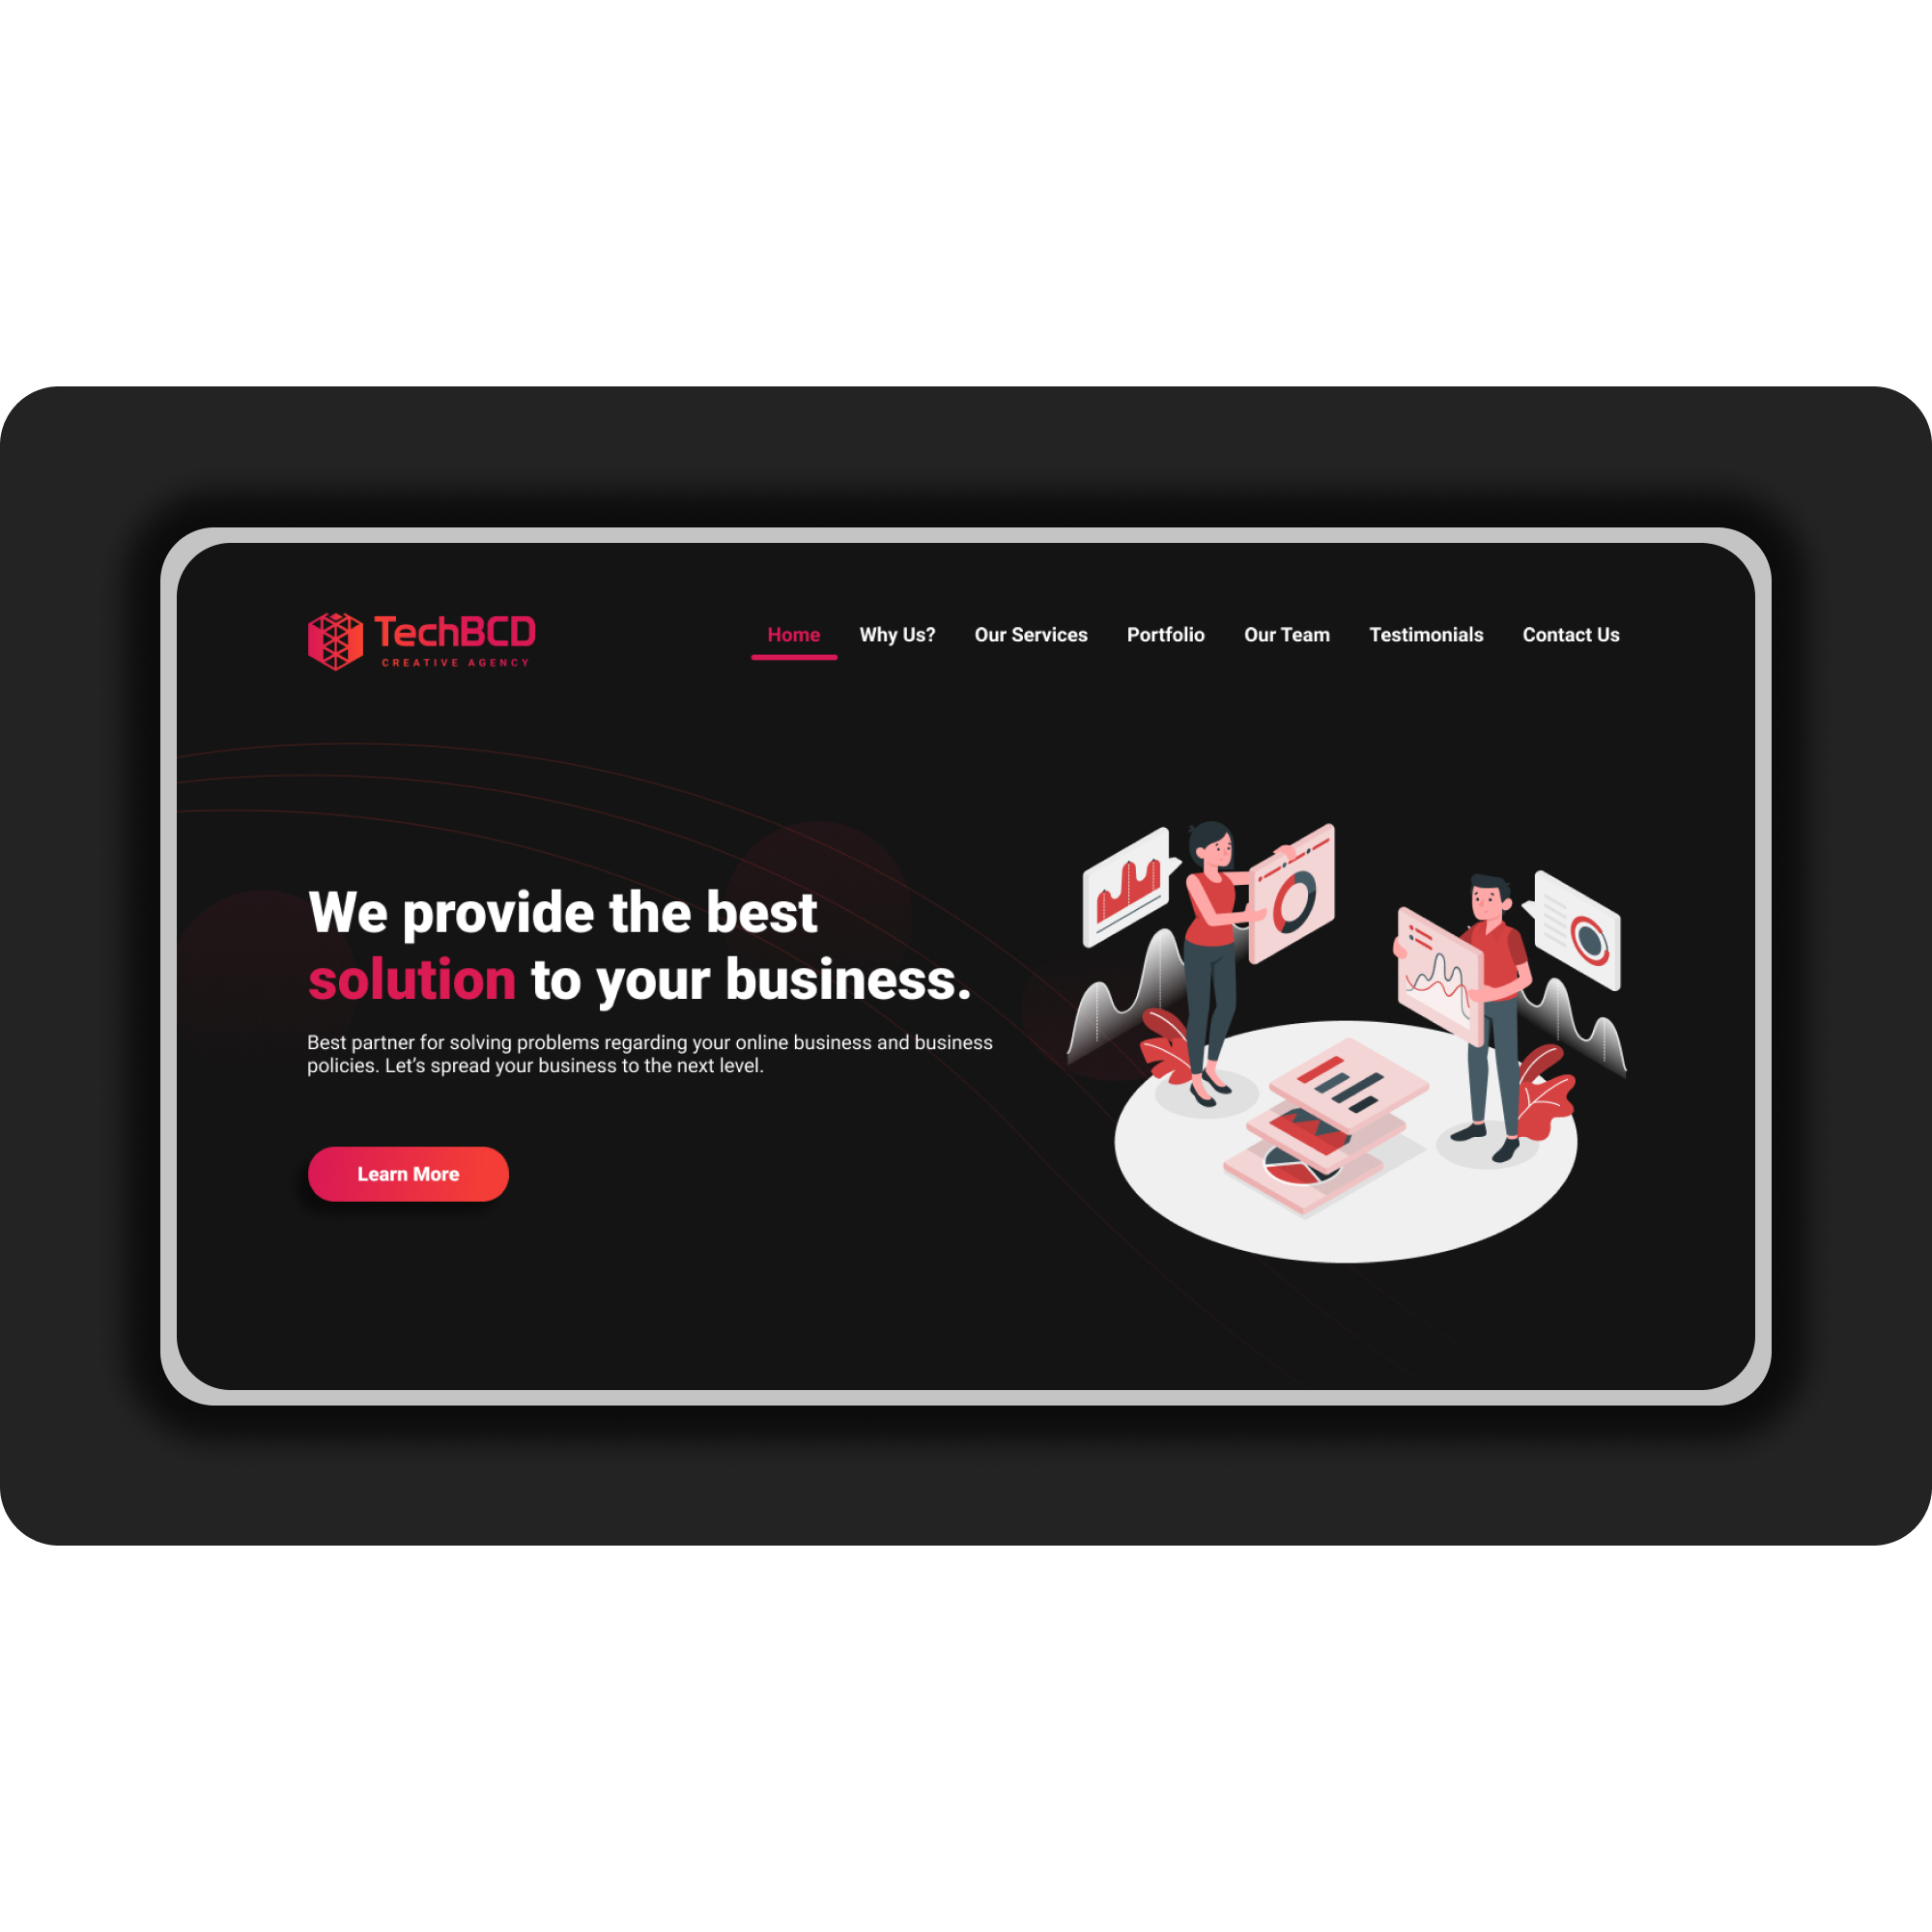 TechBCD
CREATIVE AGENCY
Home Why Us? Our Services Portfolio Our Team Testimonials Contact Us
We provide the best
solution to your business.
Best partner for solving problems regarding your online business and business
policies. Let’s spread your business to the next level.
Learn More